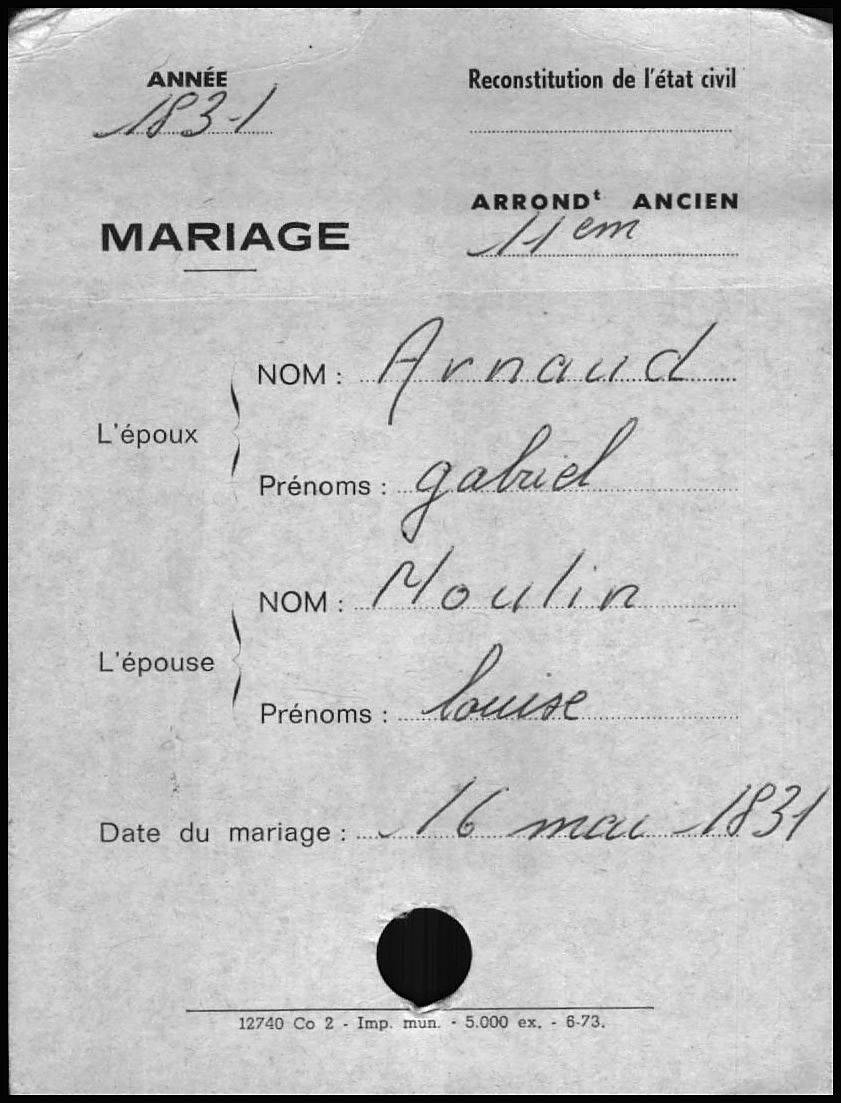 ANNÉE
1831
Reconstitution de l'état civil
ARRONDt ANCIEN
11em
MARIAGE
L'époux
NOM : Arnaud
Prénoms : gabriel
L'épouse
NOM : Moulin
Prénoms : louise
Date du mariage : 16 mai 1831
12740 Co 2 - Imp. mun. - 5.000 ex. - 6-73.